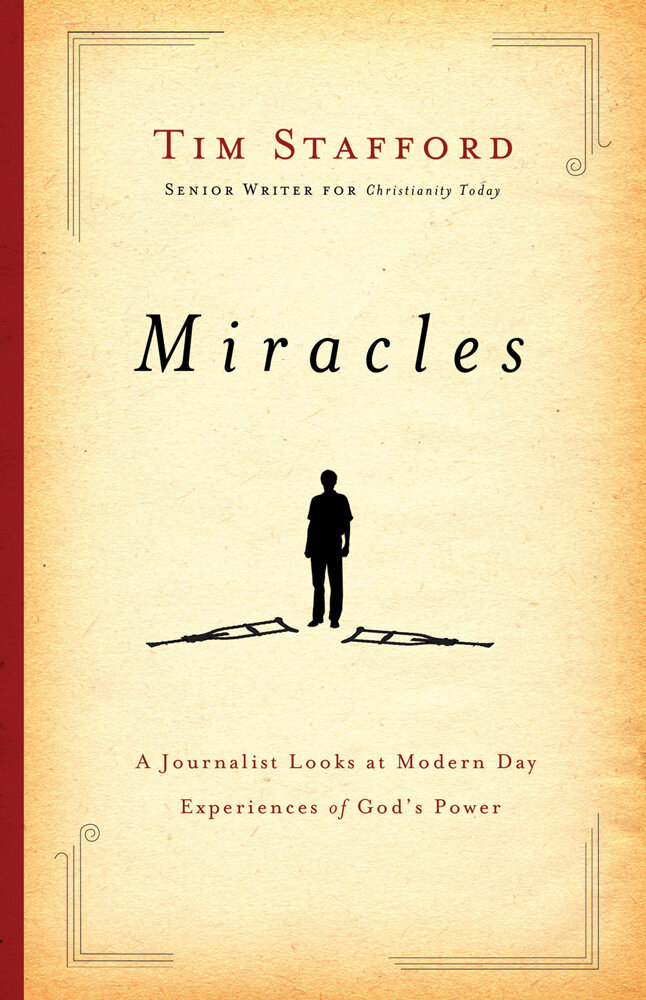 Tim Stafford
Senior Writer for Christianity Today
Miracles
A Journalist Looks at Modern Day
Experiences of God's Power